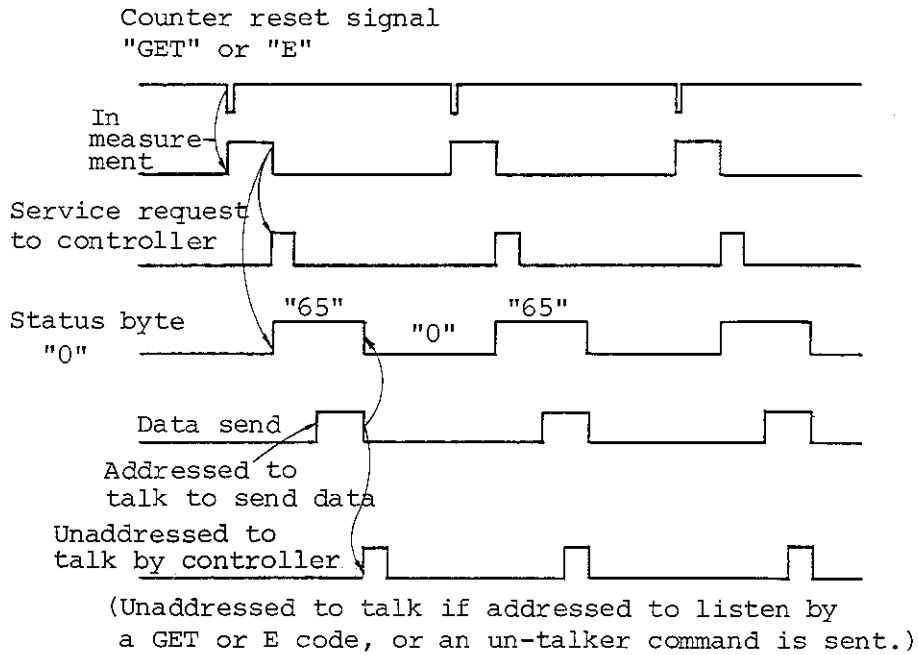 Counter reset signal
"GET" or "E"
In
measure-
ment
Service request
to controller
"65"
"65"
Status byte
"0"
"0"
Data send
Addressed to
talk to send data
Unaddressed to
talk by controller
(Unaddressed to talk if addressed to listen by
a GET or E code, or an un-talker command is sent.)